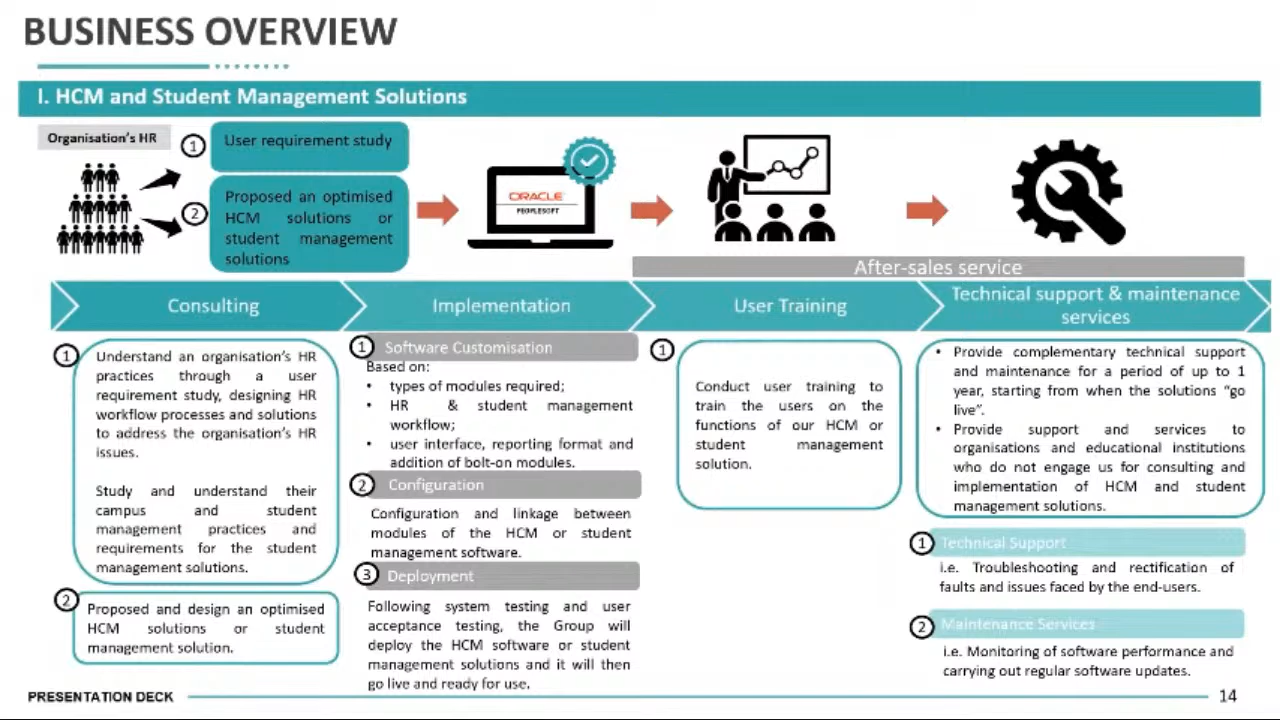 BUSINESS OVERVIEW
I. HCM and Student Management Solutions
Organisation's HR
1
User requirement study
2
Proposed an optimised
HCM solutions or
student management
solutions
ORACLE
PEOPLESOFT
After-sales service
Consulting
Implementation
User Training
Technical support & maintenance
services
1
Understand an organisation's HR
practices through a user
requirement study, designing HR
workflow processes and solutions
to address the organisation's HR
issues.
Study and understand their
campus and student
management practices and
requirements for the student
management solutions.
2
Proposed and design an optimised
HCM solutions or student
management solution.
1
Software Customisation
Based on:
• types of modules required;
• HR & student management
workflow;
• user interface, reporting format and
addition of bolt-on modules.
2
Configuration
Configuration and linkage between
modules of the HCM or student
management software.
3
Deployment
Following system testing and user
acceptance testing, the Group will
deploy the HCM software or student
management solutions and it will then
go live and ready for use.
1
Conduct user training to
train the users on the
functions of our HCM or
student management
solution.
• Provide complementary technical support
and maintenance for a period of up to 1
year, starting from when the solutions "go
live".
• Provide support and services to
organisations and educational institutions
who do not engage us for consulting and
implementation of HCM and student
management solutions.
1
Technical Support
i.e. Troubleshooting and rectification of
faults and issues faced by the end-users.
2
Maintenance Services
i.e. Monitoring of software performance and
carrying out regular software updates.
PRESENTATION DECK
14